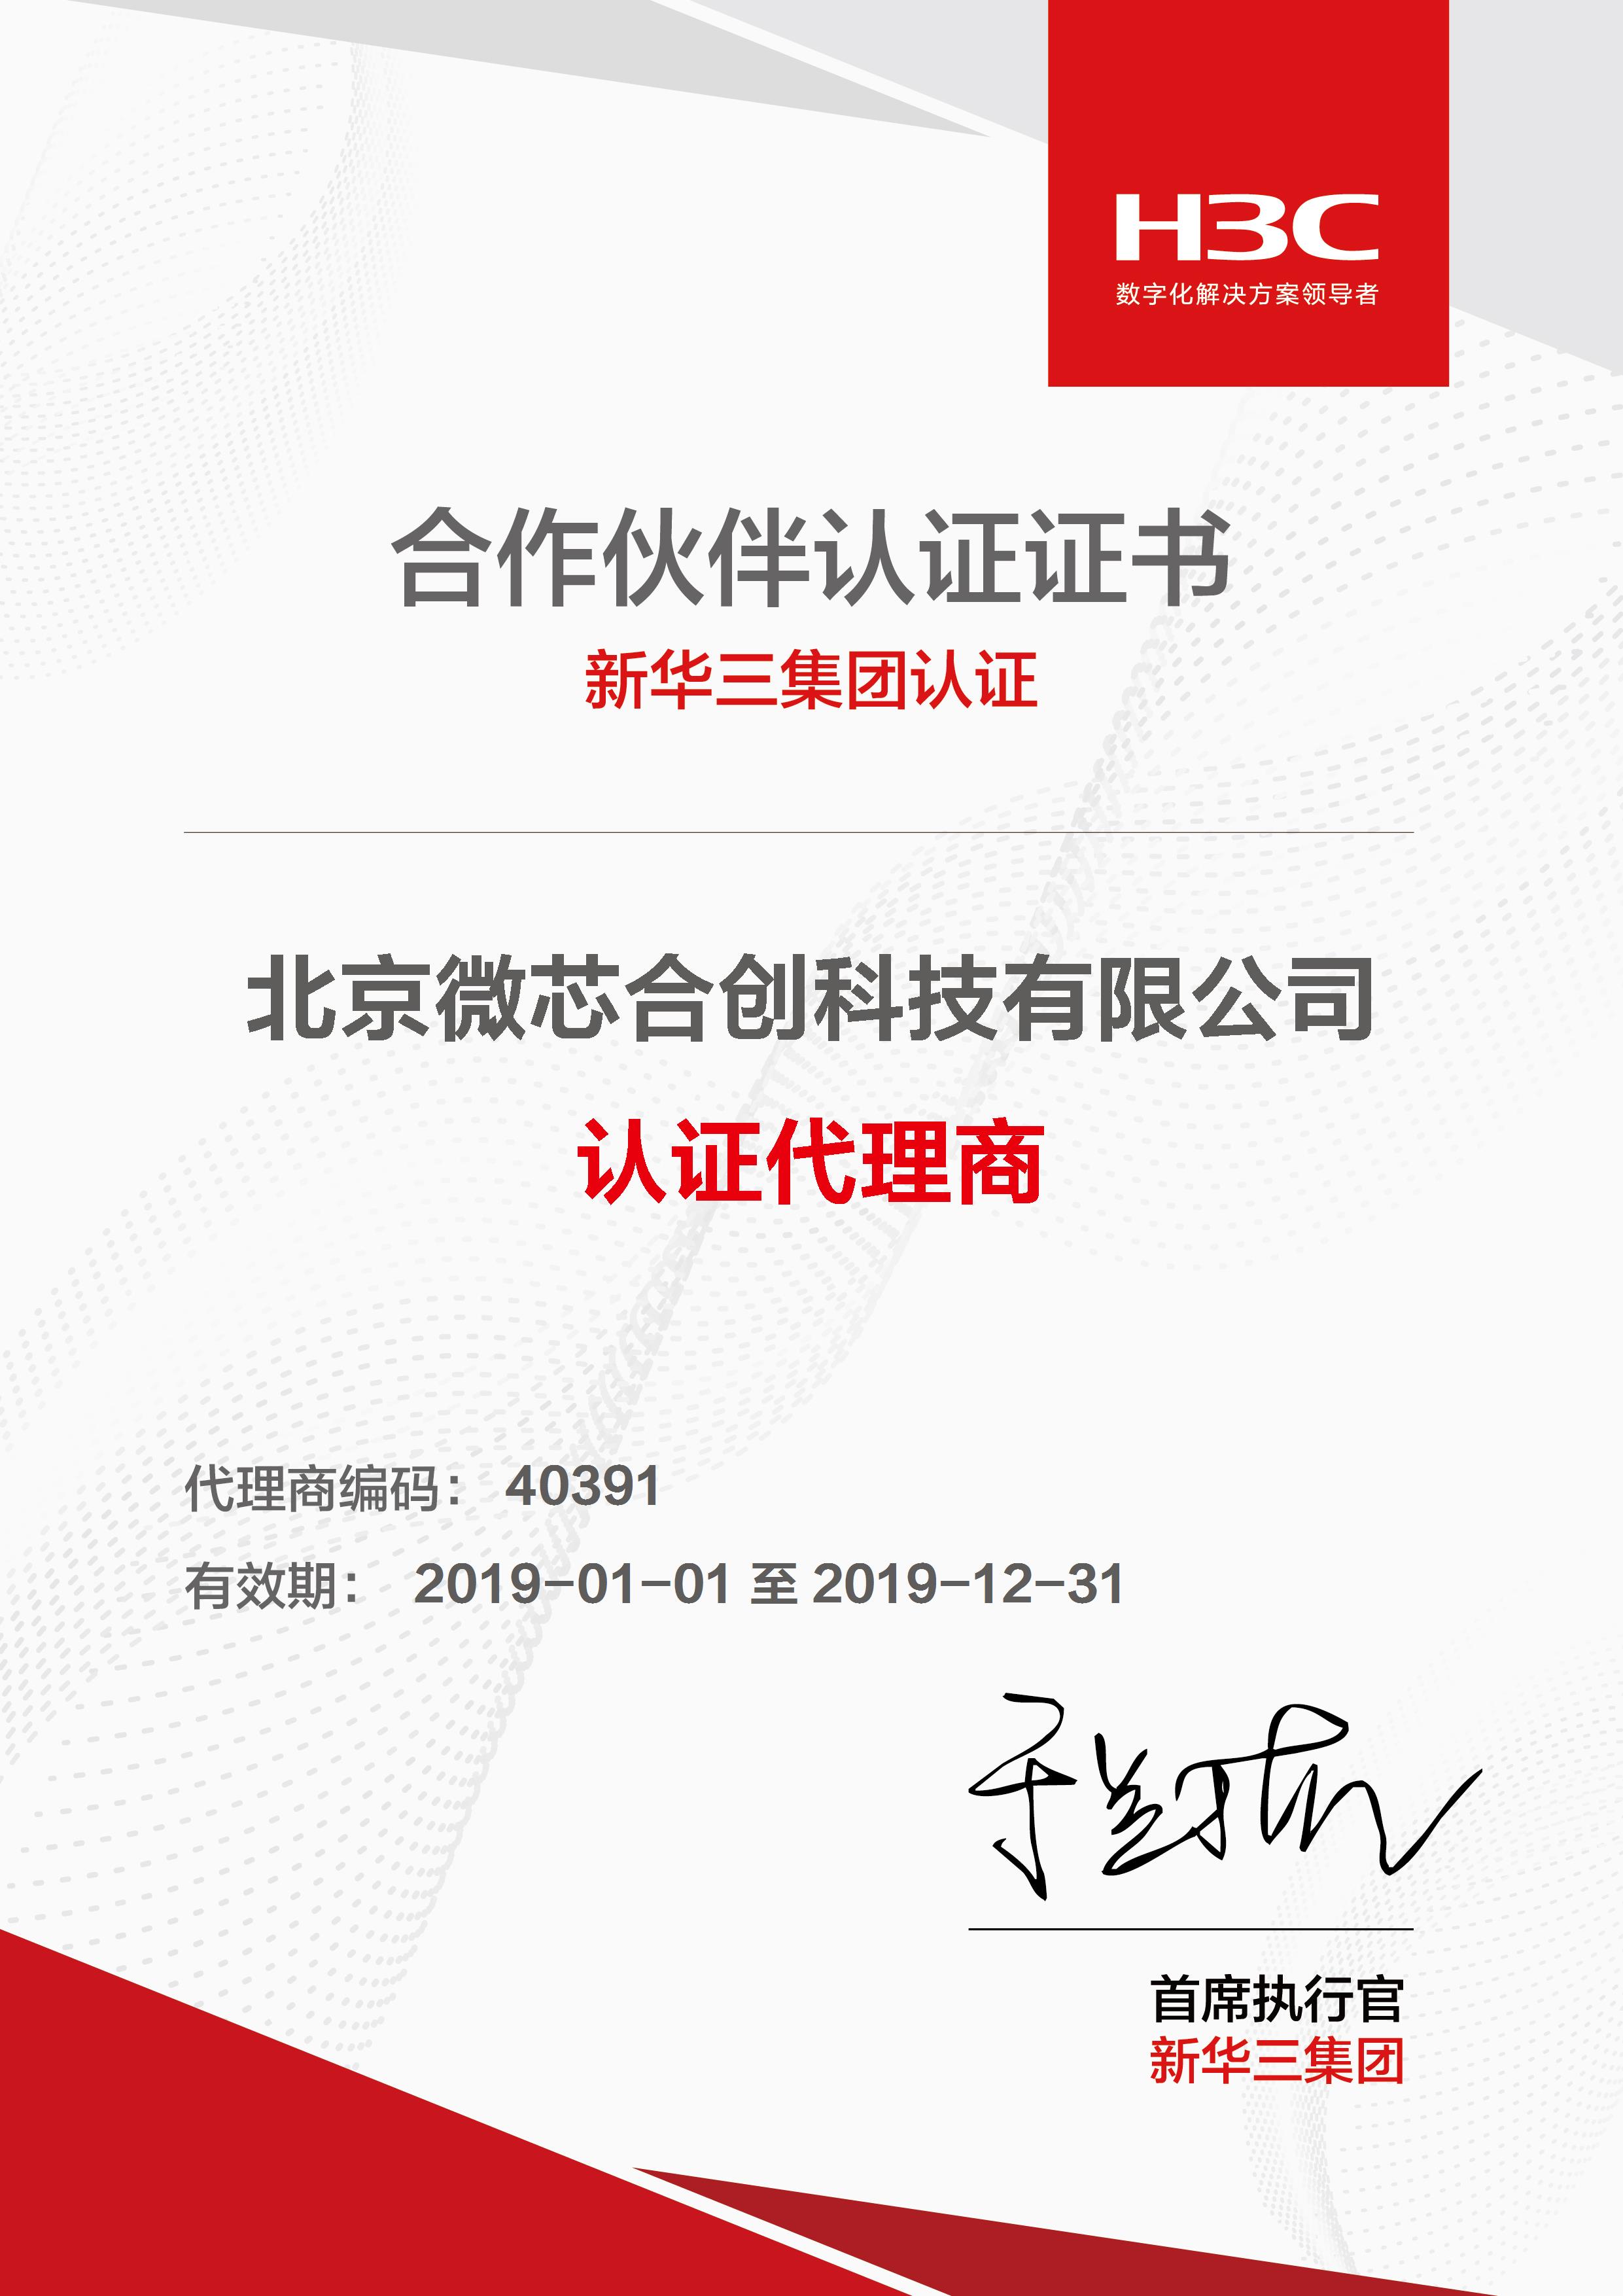 H3C
数字化解决方案领导者
合作伙伴认证证书
新华三集团认证
北京微芯合创科技有限公司
认证代理商
代理商编码： 40391
有效期： 2019-01-01 至 2019-12-31
首席执行官
新华三集团